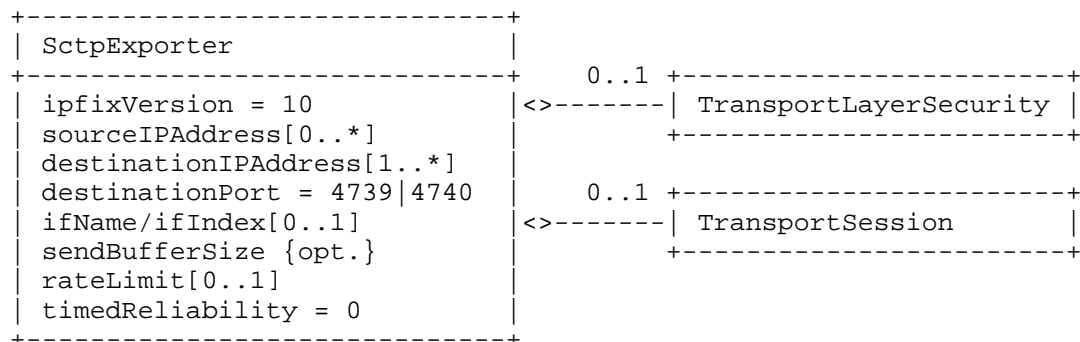 +-------------------------------+
| SctpExporter                  |
+-------------------------------+    0..1 +-------------------------+
| ipfixVersion = 10             |<>-------| TransportLayerSecurity |
| sourceIPAddress[0..*]         |         +-------------------------+
| destinationIPAddress[1..*]    |
| destinationPort = 4739|4740   |    0..1 +-------------------------+
| ifName/ifIndex[0..1]          |<>-------| TransportSession       |
| sendBufferSize {opt.}         |         +-------------------------+
| rateLimit[0..1]               |
| timedReliability = 0          |
+-------------------------------+